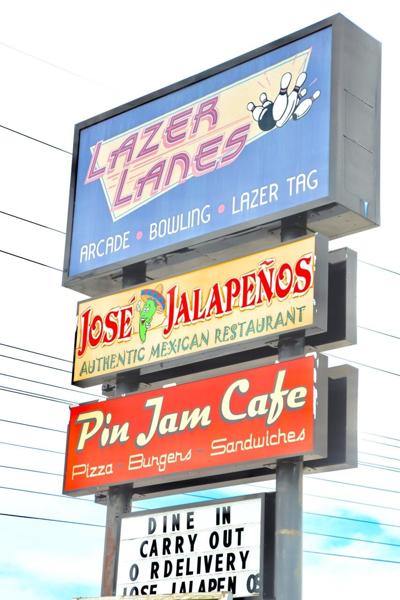 LAZER
LANES
ARCADE • BOWLING • LAZER TAG
JOSÉ JALAPEÑOS
AUTHENTIC MEXICAN RESTAURANT
Pin Jam Cafe
Pizza - Burgers - Sandwiches
DINE IN
CARRY OUT
O RDELIVERY
JOSE JALAPEN OS